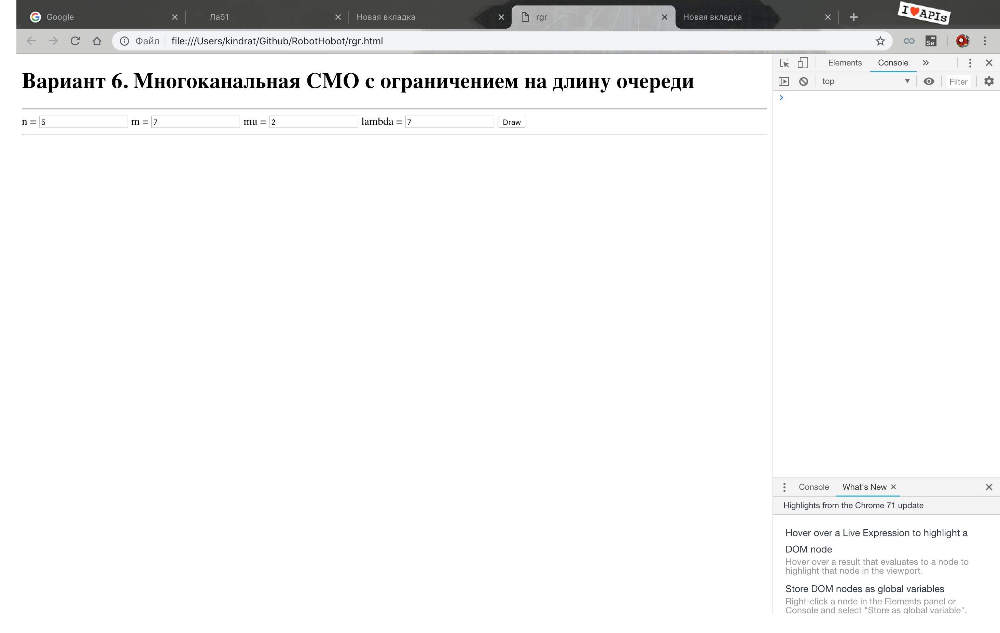 Google
Лаб1
Новая вкладка
rgr
Новая вкладка
I ❤ APIs
Файл file:///Users/kindrat/Github/RobotHobot/rgr.html
Se
Elements Console
top Filter
Вариант 6. Многоканальная СМО с ограничением на длину очереди
n = 5 m = 7 mu = 2 lambda = 7 Draw
Console What's New
Highlights from the Chrome 71 update
Hover over a Live Expression to highlight a
DOM node
Hover over a result that evaluates to a node to
highlight that node in the viewport.
Store DOM nodes as global variables
Right-click a node in the Elements panel or
Console and select "Store as global variable".